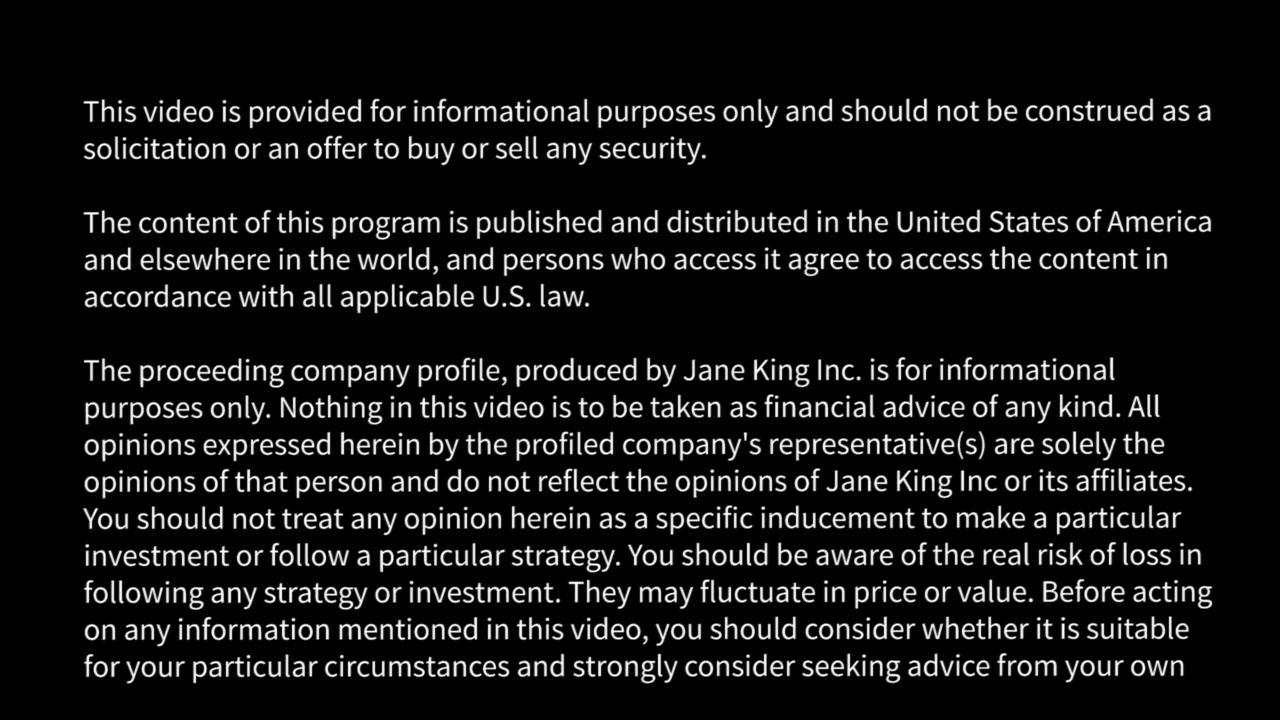 This video is provided for informational purposes only and should not be construed as a
solicitation or an offer to buy or sell any security.
The content of this program is published and distributed in the United States of America
and elsewhere in the world, and persons who access it agree to access the content in
accordance with all applicable U.S. law.
The proceeding company profile, produced by Jane King Inc. is for informational
purposes only. Nothing in this video is to be taken as financial advice of any kind. All
opinions expressed herein by the profiled company's representative(s) are solely the
opinions of that person and do not reflect the opinions of Jane King Inc or its affiliates.
You should not treat any opinion herein as a specific inducement to make a particular
investment or follow a particular strategy. You should be aware of the real risk of loss in
following any strategy or investment. They may fluctuate in price or value. Before acting
on any information mentioned in this video, you should consider whether it is suitable
for your particular circumstances and strongly consider seeking advice from your own